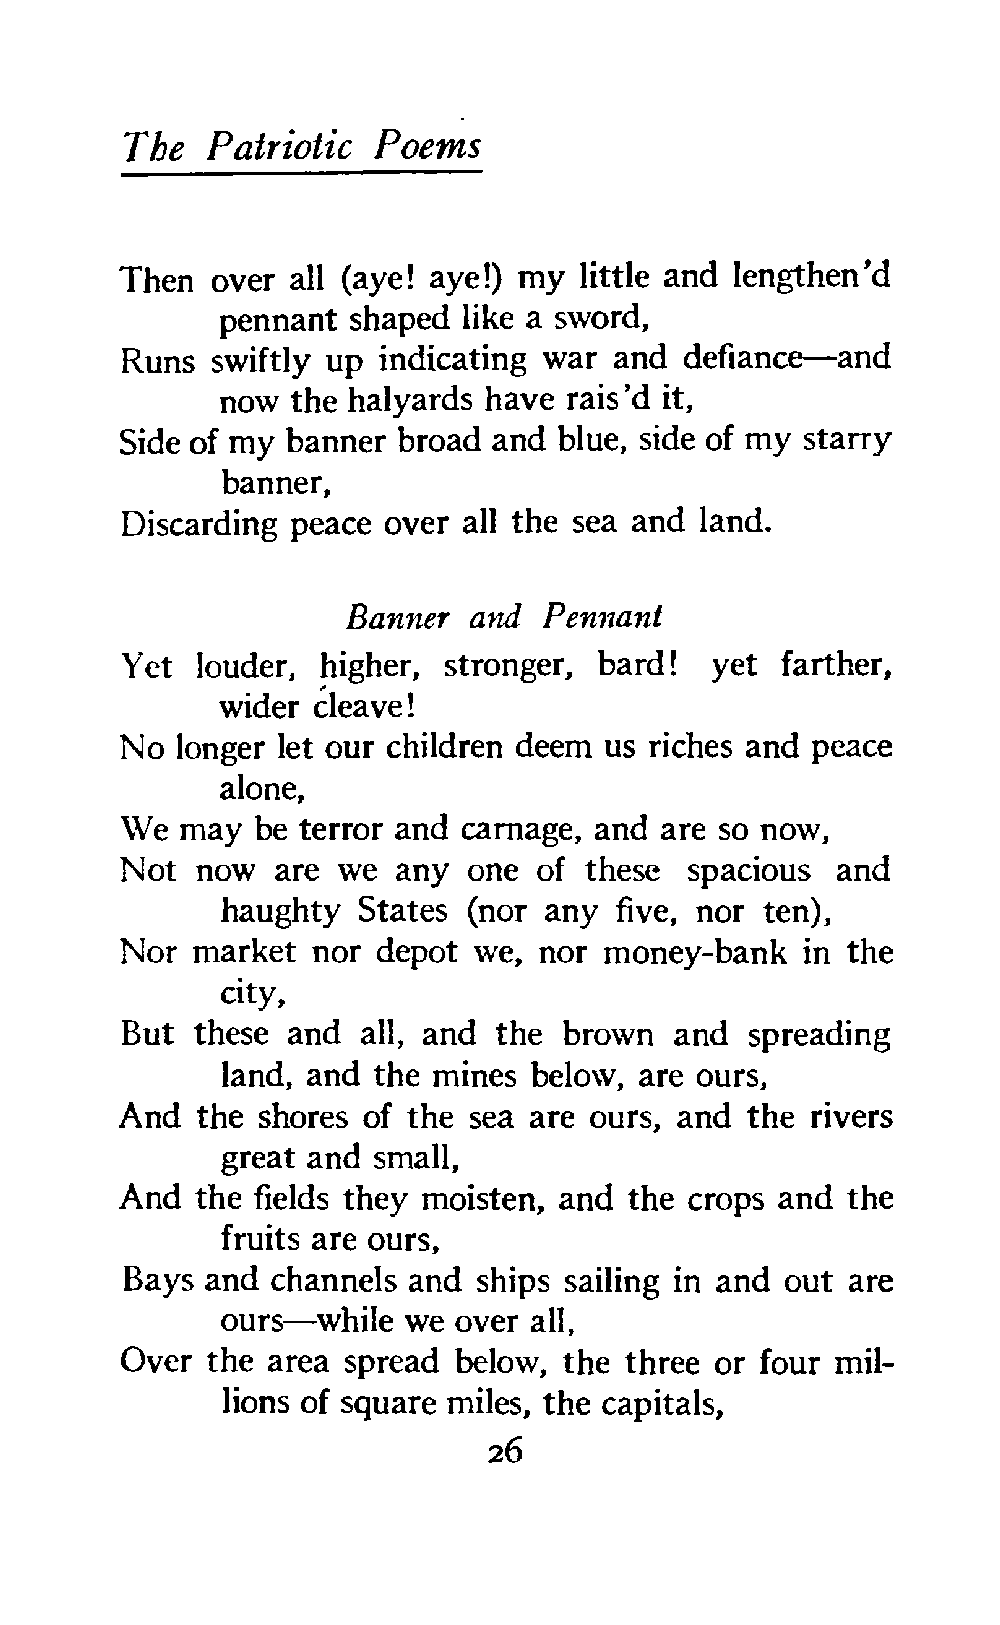 The Patriotic Poems
Then over all (aye! aye!) my little and lengthen'd
pennant shaped like a sword,
Runs swiftly up indicating war and defiance—and
now the halyards have rais'd it,
Side of my banner broad and blue, side of my starry
banner,
Discarding peace over all the sea and land.
Banner and Pennant
Yet louder, higher, stronger, bard! yet farther,
wider cleave!
No longer let our children deem us riches and peace
alone,
We may be terror and carnage, and are so now,
Not now are we any one of these spacious and
haughty States (nor any five, nor ten),
Nor market nor depot we, nor money-bank in the
city,
But these and all, and the brown and spreading
land, and the mines below, are ours,
And the shores of the sea are ours, and the rivers
great and small,
And the fields they moisten, and the crops and the
fruits are ours,
Bays and channels and ships sailing in and out are
ours—while we over all,
Over the area spread below, the three or four mil-
lions of square miles, the capitals,
26